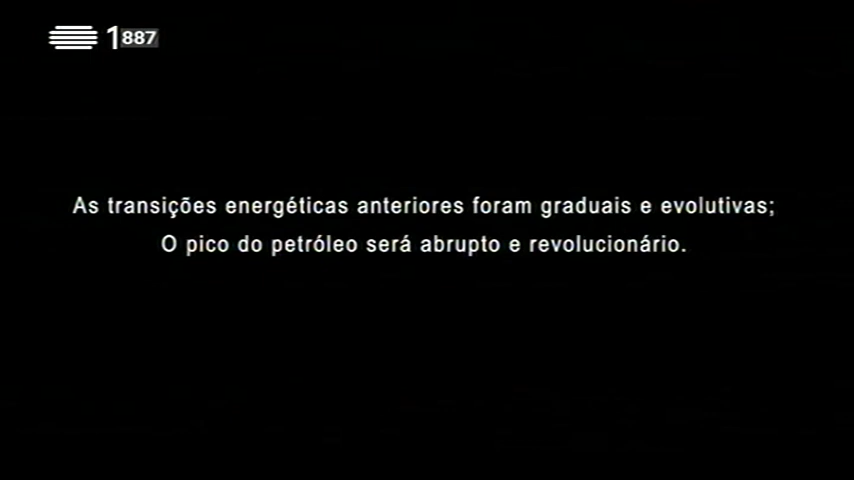 1 887
As transições energéticas anteriores foram graduais e evolutivas;
O pico do petróleo será abrupto e revolucionário.